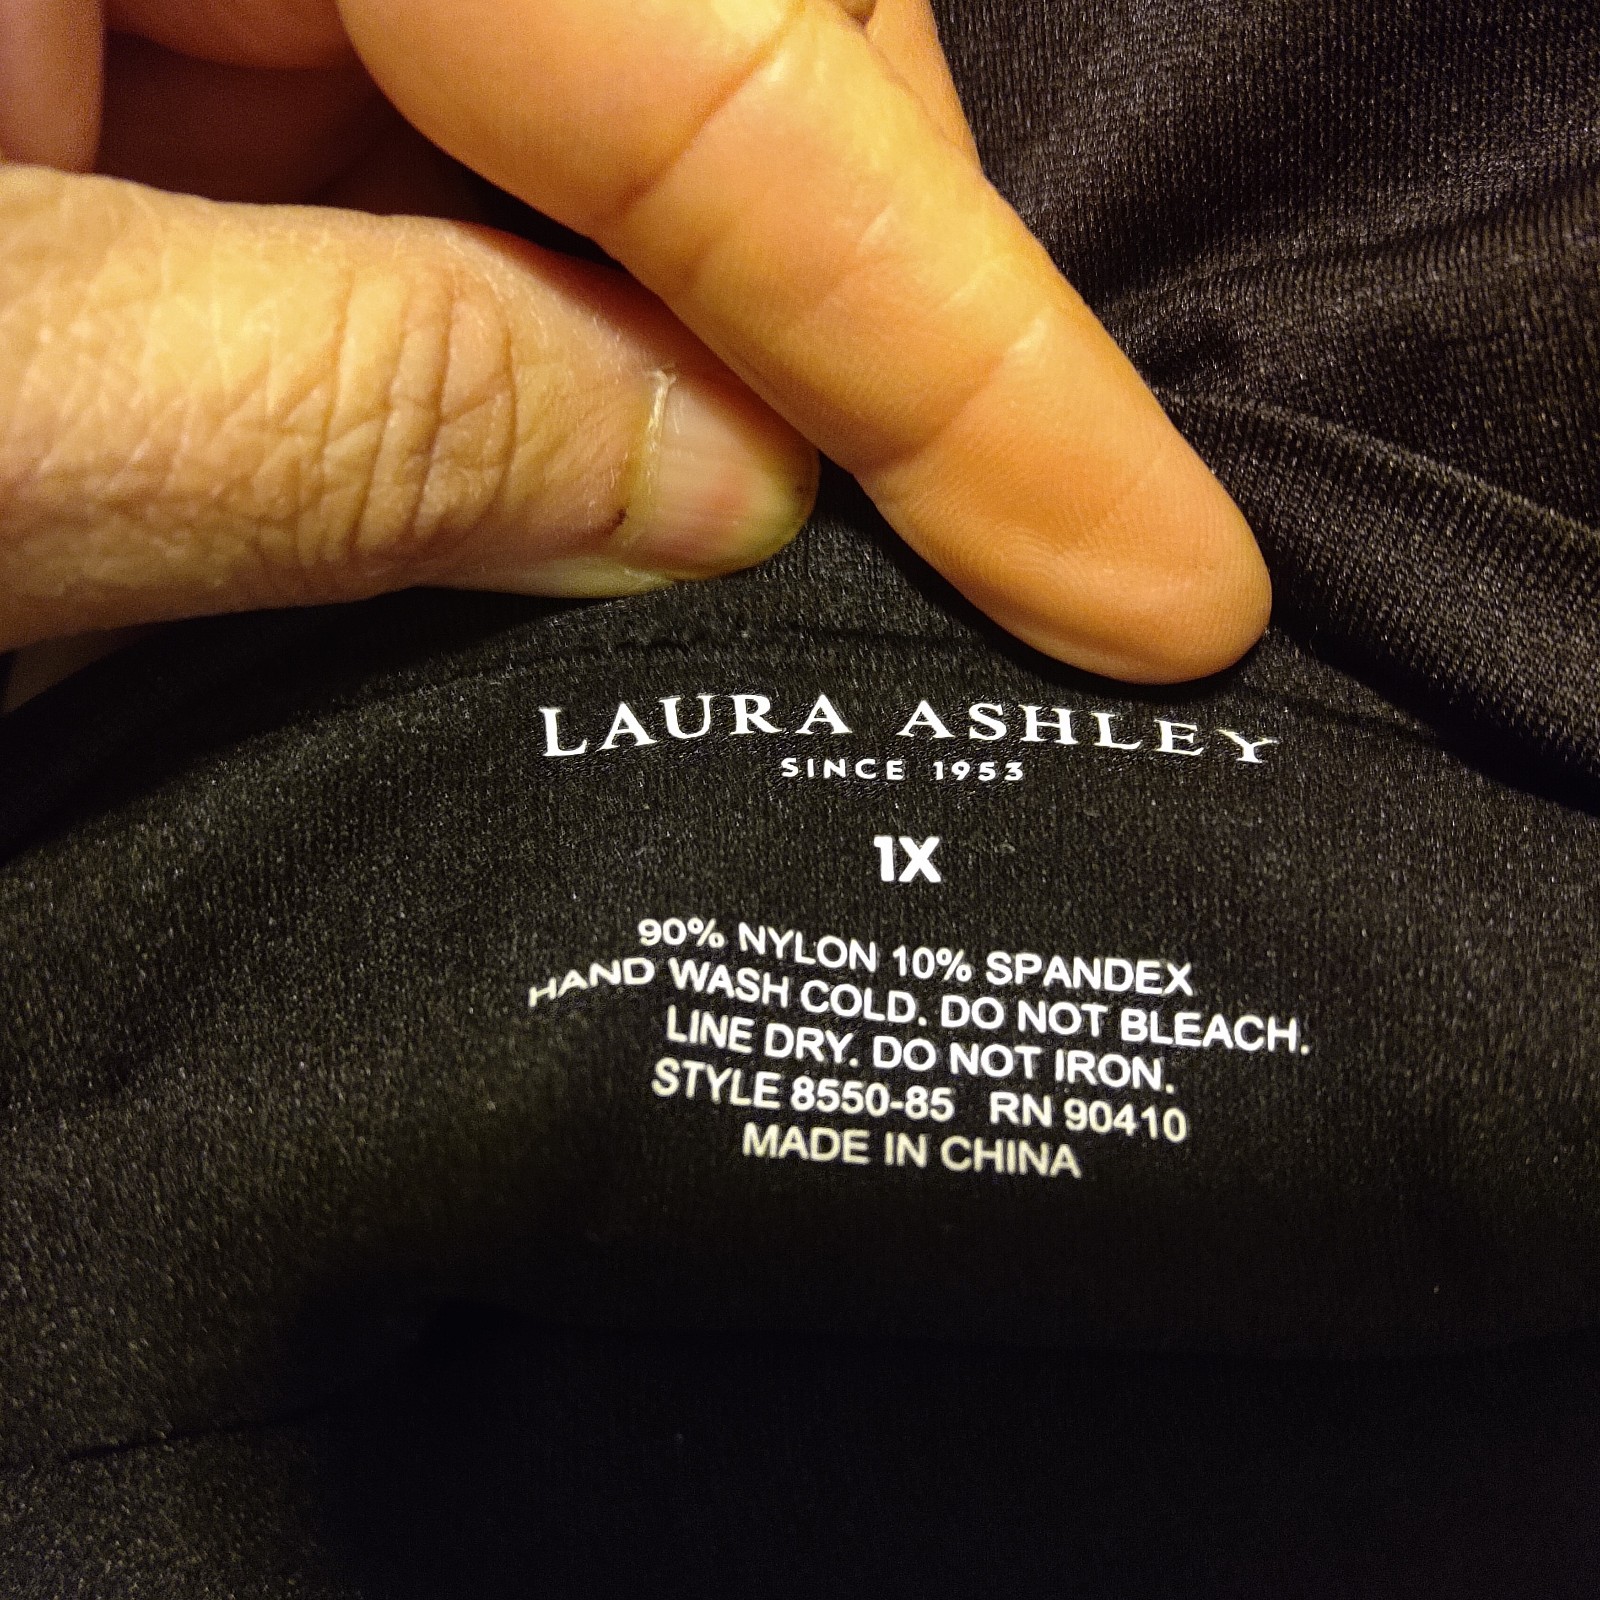 LAURA ASHLEY
SINCE 1953
1X
90% NYLON 10% SPANDEX
HAND WASH COLD. DO NOT BLEACH.
LINE DRY. DO NOT IRON.
STYLE 8550-85 RN 90410
MADE IN CHINA